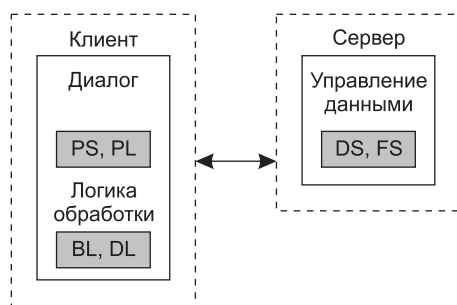 Клиент
Диалог
PS, PL
Логика
обработки
BL, DL
Сервер
Управление
данными
DS, FS